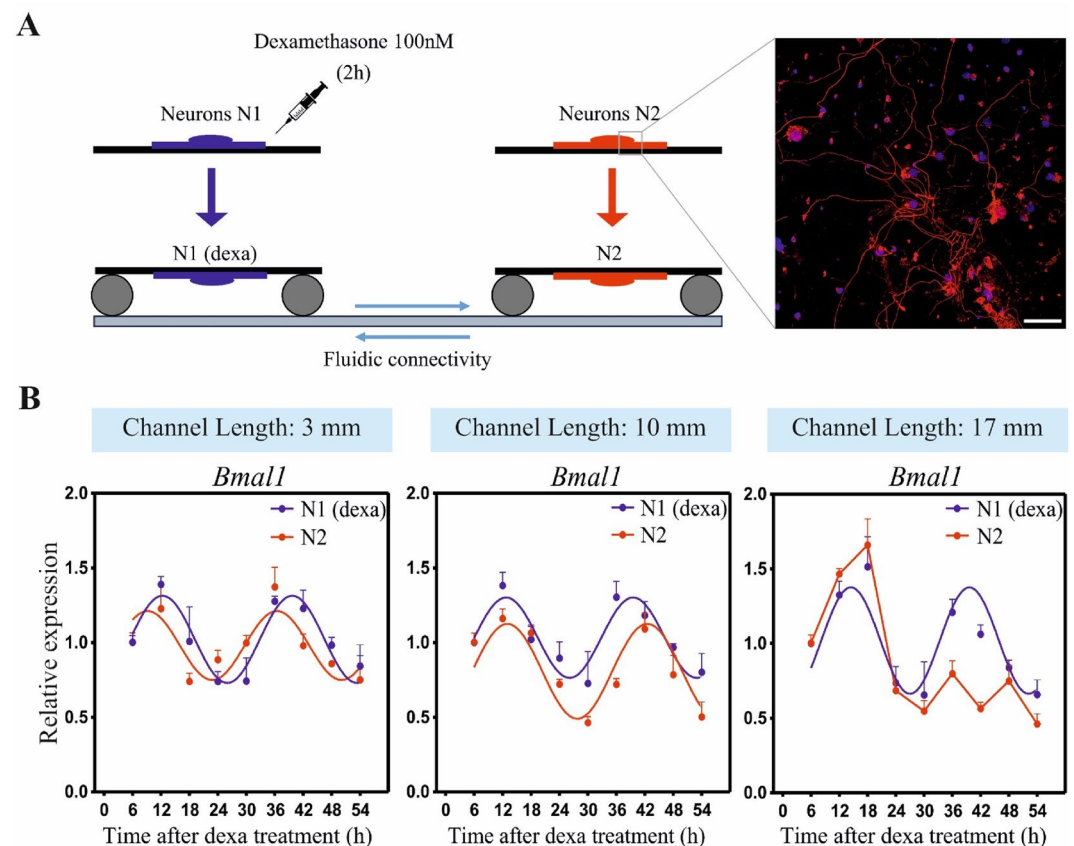 A
Dexamethasone 100nM
(2h)
Neurons N1
Neurons N2
N1 (dexa)
N2
Fluidic connectivity
B
Channel Length: 3 mm
Channel Length: 10 mm
Channel Length: 17 mm
Bmal1
Bmal1
Bmal1
Relative expression
2.0
1.5
1.0
0.5
0.0
N1 (dexa)
N2
0 6 12 18 24 30 36 42 48 54
Time after dexa treatment (h)
2.0
1.5
1.0
0.5
0.0
N1 (dexa)
N2
0 6 12 18 24 30 36 42 48 54
Time after dexa treatment (h)
2.0
1.5
1.0
0.5
0.0
N1 (dexa)
N2
0 6 12 18 24 30 36 42 48 54
Time after dexa treatment (h)